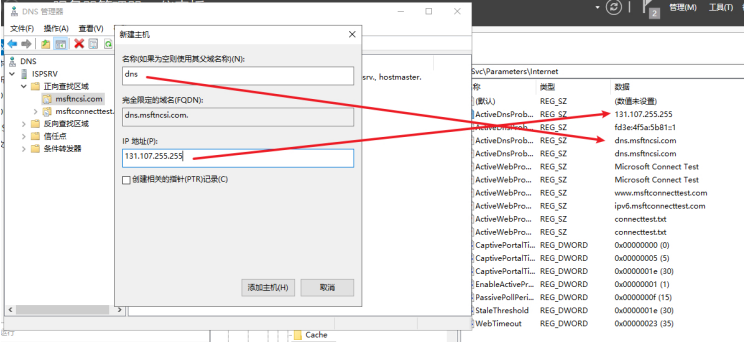 DNS 管理器
文件(F) 操作(A) 查看(V)
DNS
ISPSRV
正向查找区域
msftncsi.com
msftconnecttest.
反向查找区域
信任点
条件转发器
新建主机
名称(如果为空则使用其父域名称)(N):
dns
完全限定的域名(FQDN):
dns.msftncsi.com.
IP 地址(P):
131.107.255.255
创建相关的指针(PTR)记录(C)
添加主机(H) 取消
srv., hostmaster.
2
管理(M) 工具(T)
Svc\Parameters\Internet
称 类型 数据
(默认) REG_SZ (数值未设置)
ActiveDnsProb... REG_SZ 131.107.255.255
ActiveDnsProb... REG_SZ fd3e:4f5a:5b81::1
ActiveDnsProb... REG_SZ dns.msftncsi.com
ActiveDnsProb... REG_SZ dns.msftncsi.com
ActiveWebPro... REG_SZ Microsoft Connect Test
ActiveWebPro... REG_SZ Microsoft Connect Test
ActiveWebPro... REG_SZ www.msftconnecttest.com
ActiveWebPro... REG_SZ ipv6.msftconnecttest.com
ActiveWebPro... REG_SZ connecttest.txt
ActiveWebPro... REG_SZ connecttest.txt
CaptivePortalTi... REG_DWORD 0x00000000 (0)
CaptivePortalTi... REG_DWORD 0x00000005 (5)
CaptivePortalTi... REG_DWORD 0x0000001e (30)
EnableActivePr... REG_DWORD 0x00000001 (1)
PassivePollPeri... REG_DWORD 0x0000000f (15)
StaleThreshold REG_DWORD 0x0000001e (30)
WebTimeout REG_DWORD 0x00000023 (35)
Cache